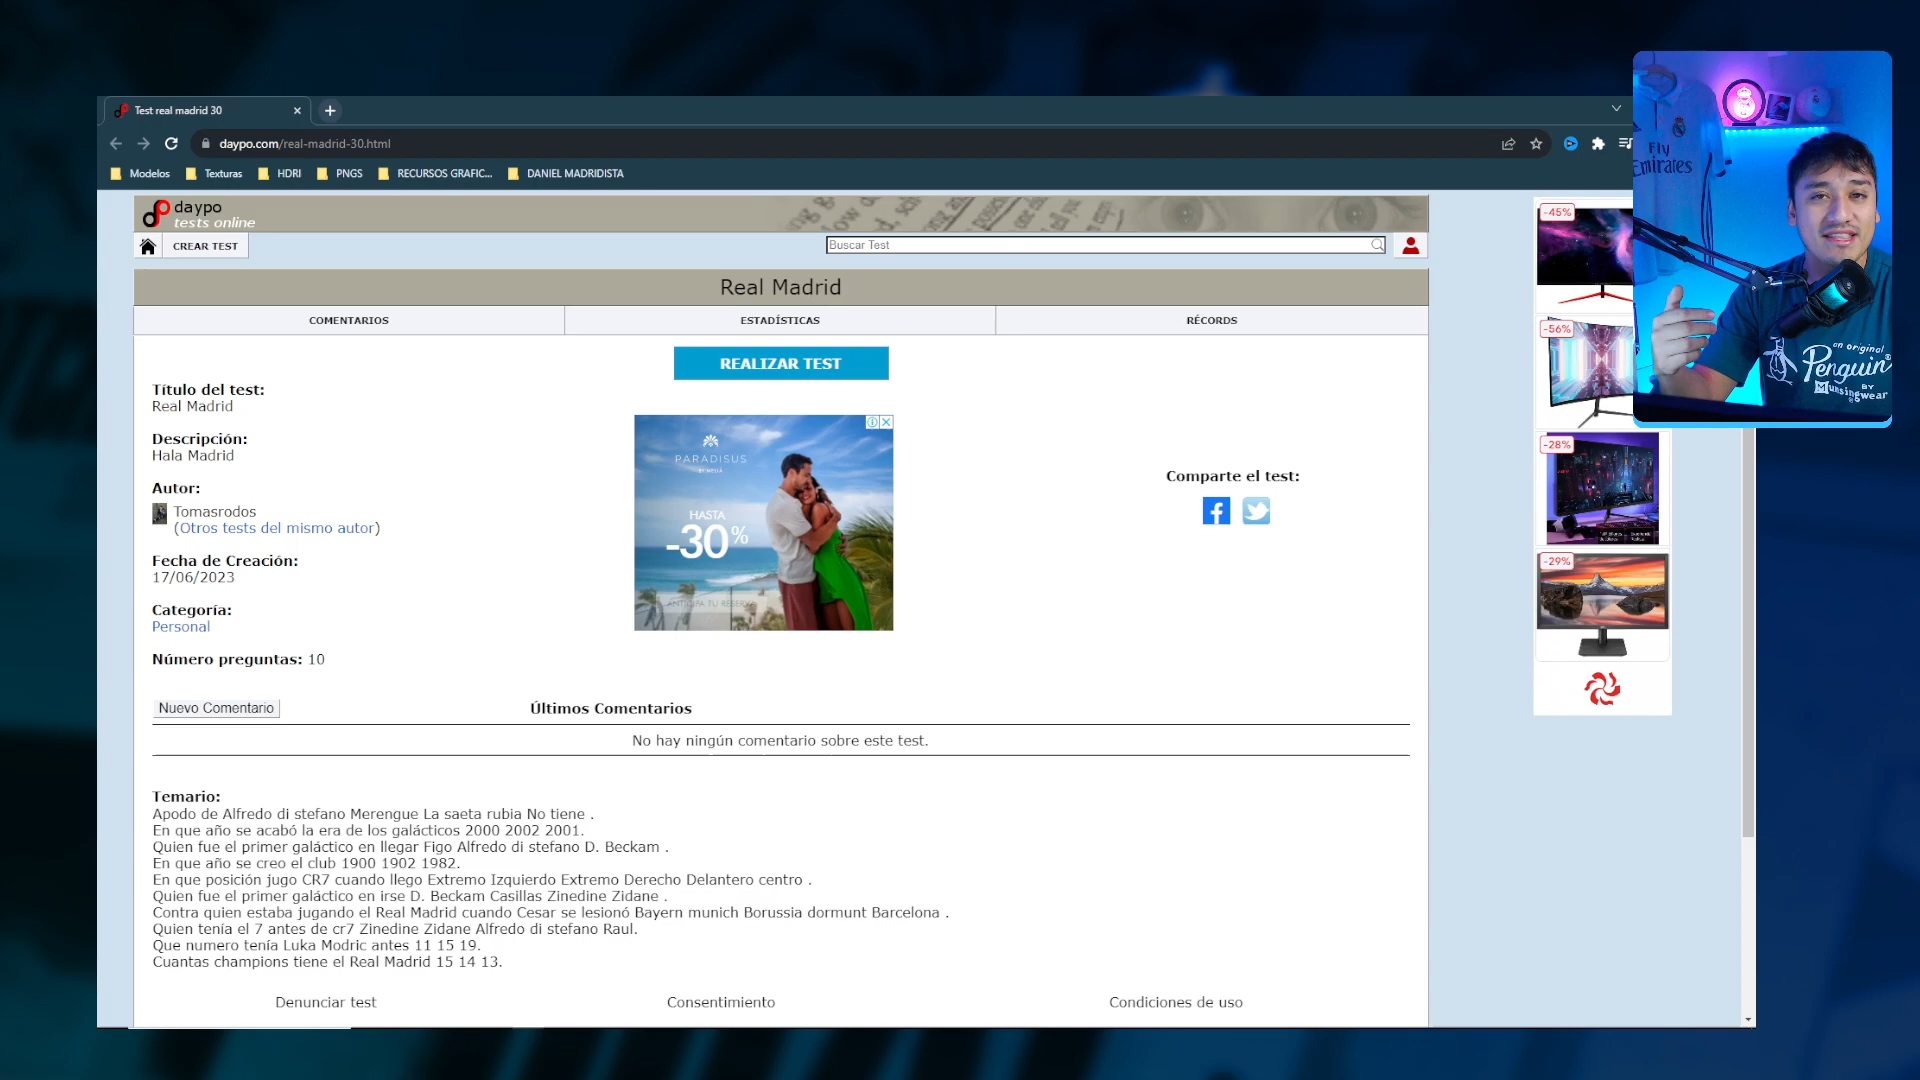 Test real madrid 30
daypo.com/real-madrid-30.html
Modelos
Texturas
HDRI
PNGS
RECURSOS GRAFIC...
DANIEL MADRIDISTA
daypo
tests online
CREAR TEST
Buscar Test
Real Madrid
COMENTARIOS
ESTADÍSTICAS
RÉCORDS
REALIZAR TEST
Título del test:
Real Madrid
Descripción:
Hala Madrid
Autor:
Tomasrodos
(Otros tests del mismo autor)
Fecha de Creación:
17/06/2023
Categoría:
Personal
Número preguntas: 10
PARADISUS
HASTA
-30%
ANTICIPA TU RESERVA
Comparte el test:
Nuevo Comentario
Últimos Comentarios
No hay ningún comentario sobre este test.
Temario:
Apodo de Alfredo di stefano Merengue La saeta rubia No tiene .
En que año se acabó la era de los galácticos 2000 2002 2001.
Quien fue el primer galáctico en llegar Figo Alfredo di stefano D. Beckam .
En que año se creo el club 1900 1902 1982.
En que posición jugo CR7 cuando llego Extremo Izquierdo Extremo Derecho Delantero centro .
Quien fue el primer galáctico en irse D. Beckam Casillas Zinedine Zidane .
Contra quien estaba jugando el Real Madrid cuando Cesar se lesionó Bayern munich Borussia dormunt Barcelona .
Quien tenía el 7 antes de cr7 Zinedine Zidane Alfredo di stefano Raul.
Que numero tenía Luka Modric antes 11 15 19.
Cuantas champions tiene el Real Madrid 15 14 13.
Denunciar test
Consentimiento
Condiciones de uso
-45%
-56%
-28%
-29%
Fly
Emirates
an original
Penguin
BY
Munsingwear